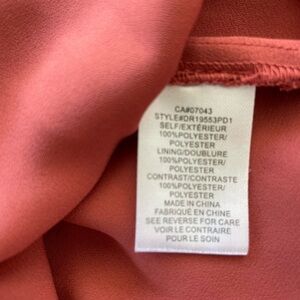 CA#07043
STYLE#DR19553PD1
SELF/EXTÉRIEUR
100%POLYESTER/
POLYESTER
LINING/DOUBLURE
100%POLYESTER/
POLYESTER
CONTRAST/CONTRASTE
100%POLYESTER/
POLYESTER
MADE IN CHINA
FABRIQUÉ EN CHINE
SEE REVERSE FOR CARE
VOIR LE CONTRAIRE
POUR LE SOIN